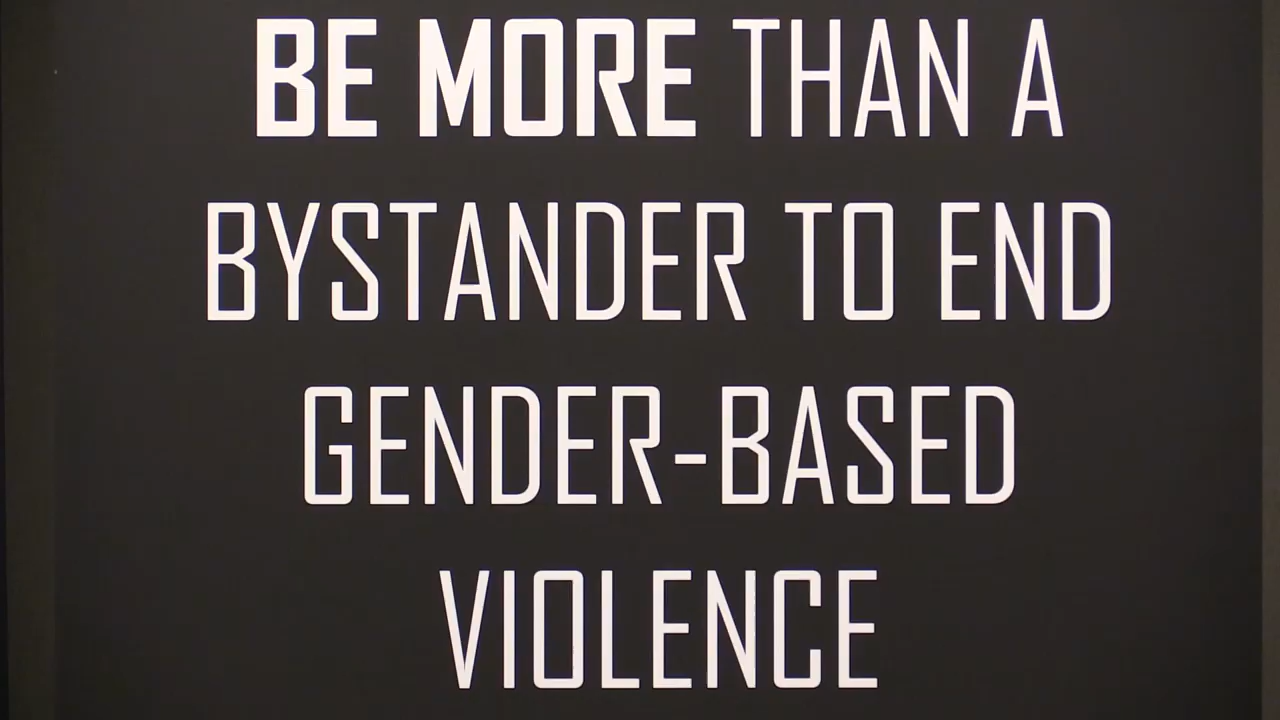 BE MORE THAN A
BYSTANDER TO END
GENDER-BASED
VIOLENCE